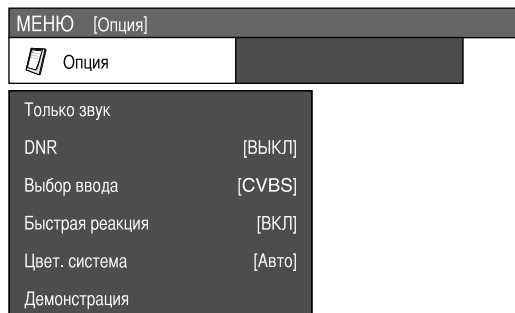 МЕНЮ [Опция]
Опция
Только звук
DNR [ВЫКЛ]
Выбор ввода [CVBS]
Быстрая реакция [ВКЛ]
Цвет. система [Авто]
Демонстрация